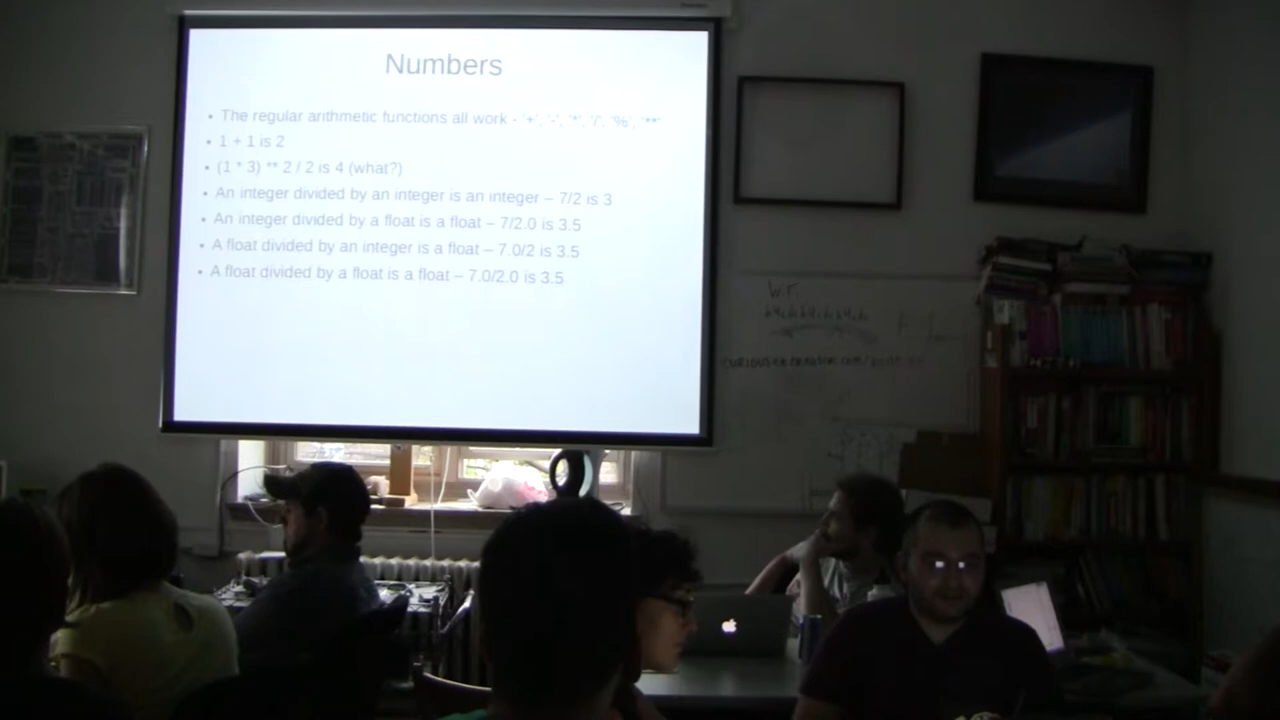 Numbers
• The regular arithmetic functions all work - '+', '-', '*', '/', '%', '**'
• 1 + 1 is 2
• (1 * 3) ** 2 / 2 is 4 (what?)
• An integer divided by an integer is an integer – 7/2 is 3
• An integer divided by a float is a float – 7/2.0 is 3.5
• A float divided by an integer is a float – 7.0/2 is 3.5
• A float divided by a float is a float – 7.0/2.0 is 3.5
W.F.